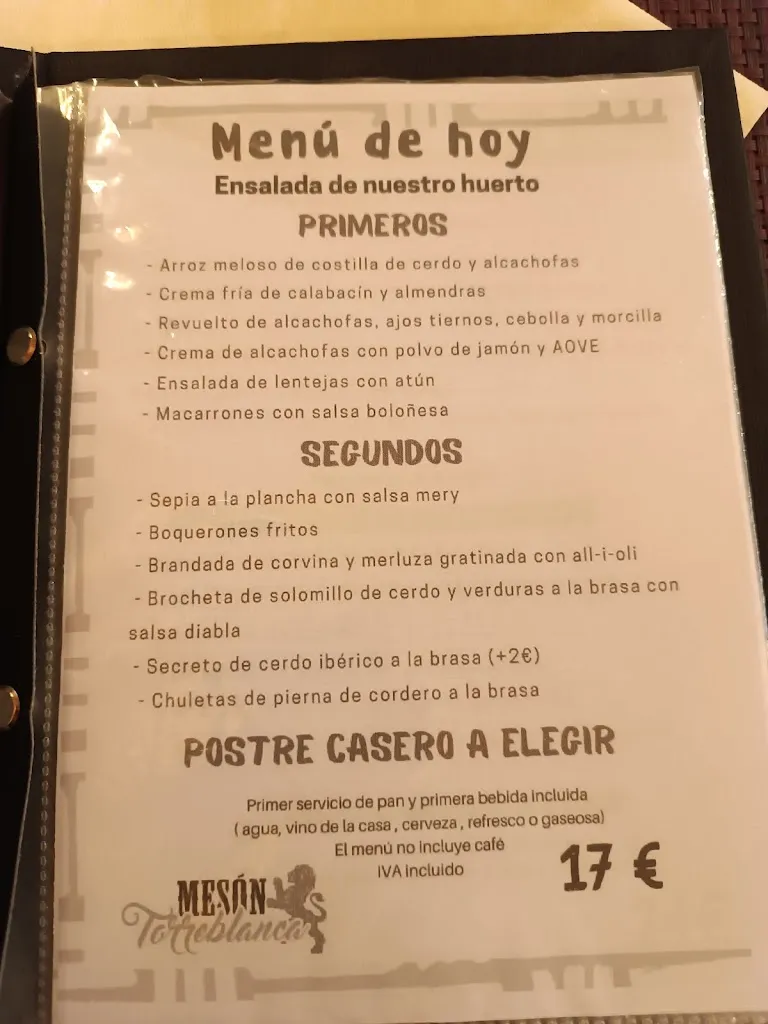 Menú de hoy
Ensalada de nuestro huerto
PRIMEROS
- Arroz meloso de costilla de cerdo y alcachofas
- Crema fría de calabacín y almendras
- Revuelto de alcachofas, ajos tiernos, cebolla y morcilla
- Crema de alcachofas con polvo de jamón y AOVE
- Ensalada de lentejas con atún
- Macarrones con salsa boloñesa
SEGUNDOS
- Sepia a la plancha con salsa mery
- Boquerones fritos
- Brandada de corvina y merluza gratinada con all-i-oli
- Brocheta de solomillo de cerdo y verduras a la brasa con
salsa diabla
- Secreto de cerdo ibérico a la brasa (+2€)
- Chuletas de pierna de cordero a la brasa
POSTRE CASERO A ELEGIR
Primer servicio de pan y primera bebida incluida
( agua, vino de la casa , cerveza , refresco o gaseosa)
El menú no incluye café
IVA incluido
17 €
MESÓN
Torreblanca